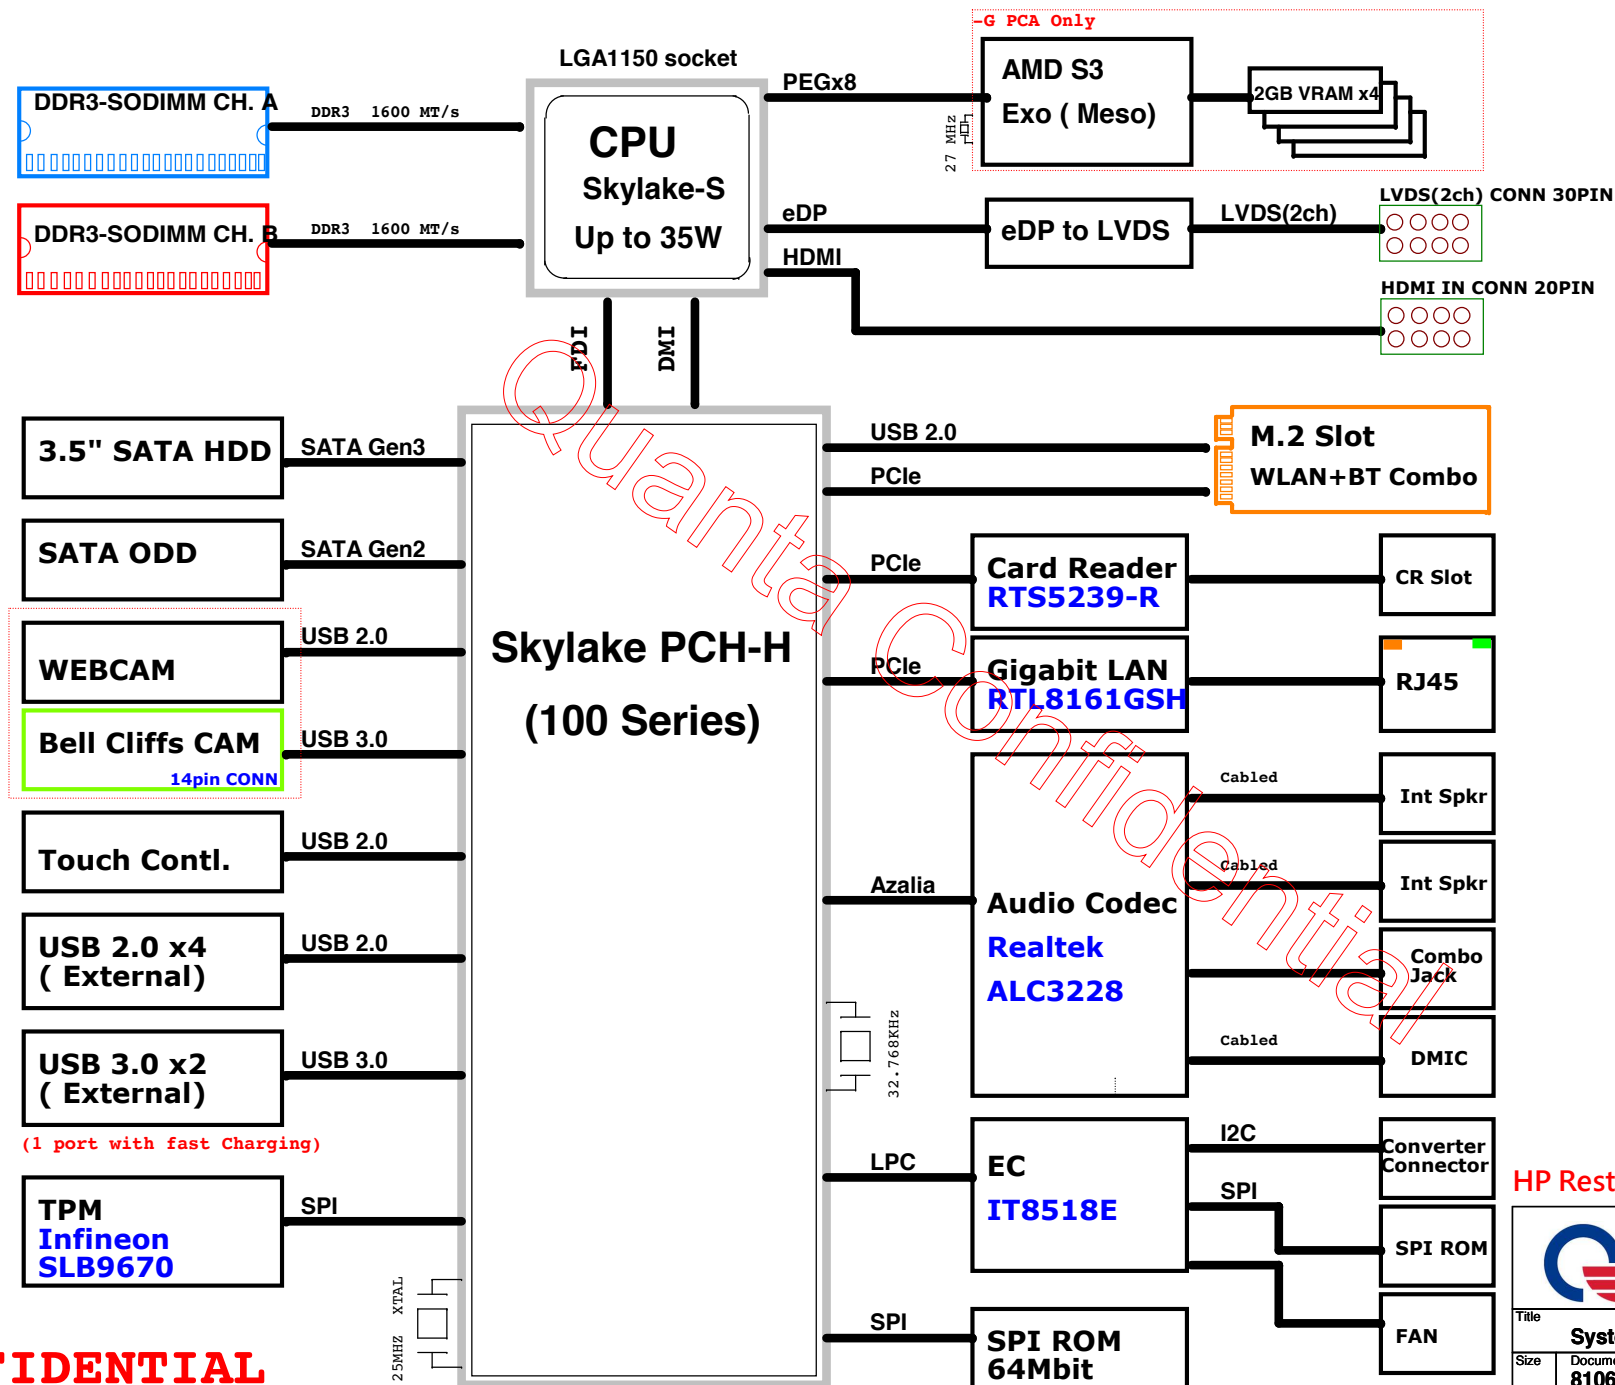 -G PCA Only
LGA1150 socket
DDR3-SODIMM CH. A
DDR3 1600 MT/s
CPU
Skylake-S
Up to 35W
PEGx8
AMD S3
Exo ( Meso)
27 MHz
2GB VRAM x4
DDR3-SODIMM CH. B
DDR3 1600 MT/s
eDP
eDP to LVDS
LVDS(2ch)
LVDS(2ch) CONN 30PIN
HDMI
HDMI IN CONN 20PIN
FDI
DMI
Quanta Confidential
3.5" SATA HDD
SATA Gen3
SATA ODD
SATA Gen2
WEBCAM
USB 2.0
Bell Cliffs CAM
14pin CONN
USB 3.0
Touch Contl.
USB 2.0
USB 2.0 x4
( External)
USB 2.0
USB 3.0 x2
( External)
USB 3.0
(1 port with fast Charging)
TPM
Infineon
SLB9670
SPI
25MHZ XTAL
Skylake PCH-H
(100 Series)
32.768KHz
USB 2.0
PCIe
M.2 Slot
WLAN+BT Combo
PCIe
Card Reader
RTS5239-R
CR Slot
PCIe
Gigabit LAN
RTL8161GSH
RJ45
Azalia
Audio Codec
Realtek
ALC3228
Cabled
Int Spkr
Cabled
Int Spkr
Combo
Jack
Cabled
DMIC
LPC
EC
IT8518E
I2C
Converter
Connector
SPI
SPI ROM
FAN
SPI
SPI ROM
64Mbit
HP Rest
Title
Syst
Size
Docume
8106
TIDENTIAL